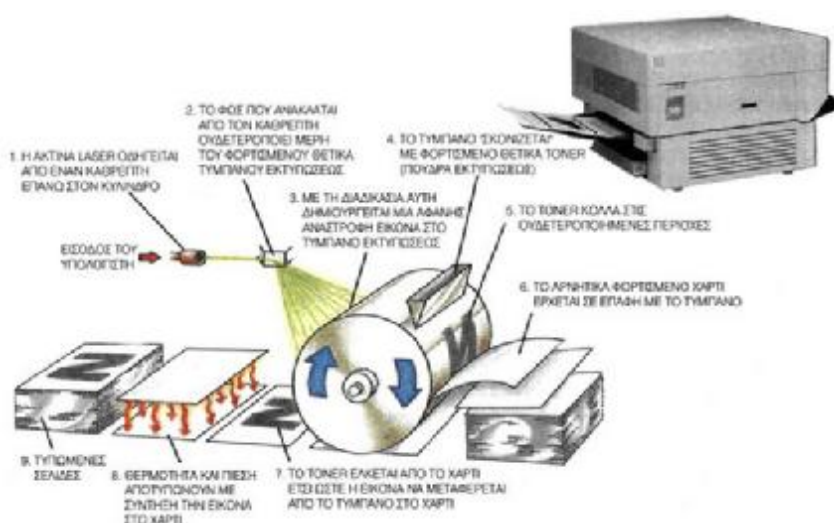 1. Η ΑΚΤΙΝΑ LASER ΟΔΗΓΕΙΤΑΙ
ΑΠΟ ΕΝΑΝ ΚΑΘΡΕΠΤΗ
ΕΠΑΝΩ ΣΤΟΝ ΚΥΛΙΝΔΡΟ
2. ΤΟ ΦΩΣ ΠΟΥ ΑΝΑΚΛΑΤΑΙ
ΑΠΟ ΤΟΝ ΚΑΘΡΕΠΤΗ
ΟΥΔΕΤΕΡΟΠΟΙΕΙ ΜΕΡΗ
ΤΟΥ ΦΟΡΤΙΣΜΕΝΟΥ ΘΕΤΙΚΑ
ΤΥΜΠΑΝΟΥ ΕΚΤΥΠΩΣΕΩΣ
3. ΜΕ ΤΗ ΔΙΑΔΙΚΑΣΙΑ ΑΥΤΗ
ΔΗΜΙΟΥΡΓΕΙΤΑΙ ΜΙΑ ΑΦΑΝΗΣ
ΑΝΑΣΤΡΟΦΗ ΕΙΚΟΝΑ ΣΤΟ
ΤΥΜΠΑΝΟ ΕΚΤΥΠΩΣΕΩΣ
4. ΤΟ ΤΥΜΠΑΝΟ "ΣΚΟΝΙΖΕΤΑΙ"
ΜΕ ΦΟΡΤΙΣΜΕΝΟ ΘΕΤΙΚΑ TONER
(ΠΟΥΔΡΑ ΕΚΤΥΠΩΣΕΩΣ)
5. ΤΟ TONER ΚΟΛΛΑ ΣΤΙΣ
ΟΥΔΕΤΕΡΟΠΟΙΗΜΕΝΕΣ ΠΕΡΙΟΧΕΣ
ΕΙΣΟΔΟΣ ΤΟΥ
ΥΠΟΛΟΓΙΣΤΗ
6. ΤΟ ΑΡΝΗΤΙΚΑ ΦΟΡΤΙΣΜΕΝΟ ΧΑΡΤΙ
ΕΡΧΕΤΑΙ ΣΕ ΕΠΑΦΗ ΜΕ ΤΟ ΤΥΜΠΑΝΟ
9. ΤΥΠΩΜΕΝΕΣ
ΣΕΛΙΔΕΣ
8. ΘΕΡΜΟΤΗΤΑ ΚΑΙ ΠΙΕΣΗ
ΑΠΟΤΥΠΩΝΟΥΝ ΜΕ
ΣΥΝΤΗΞΗ ΤΗΝ ΕΙΚΟΝΑ
ΣΤΟ ΧΑΡΤΙ
7. ΤΟ TONER ΕΛΚΕΤΑΙ ΑΠΟ ΤΟ ΧΑΡΤΙ
ΕΤΣΙ ΩΣΤΕ Η ΕΙΚΟΝΑ ΝΑ ΜΕΤΑΦΕΡΕΤΑΙ
ΑΠΟ ΤΟ ΤΥΜΠΑΝΟ ΣΤΟ ΧΑΡΤΙ